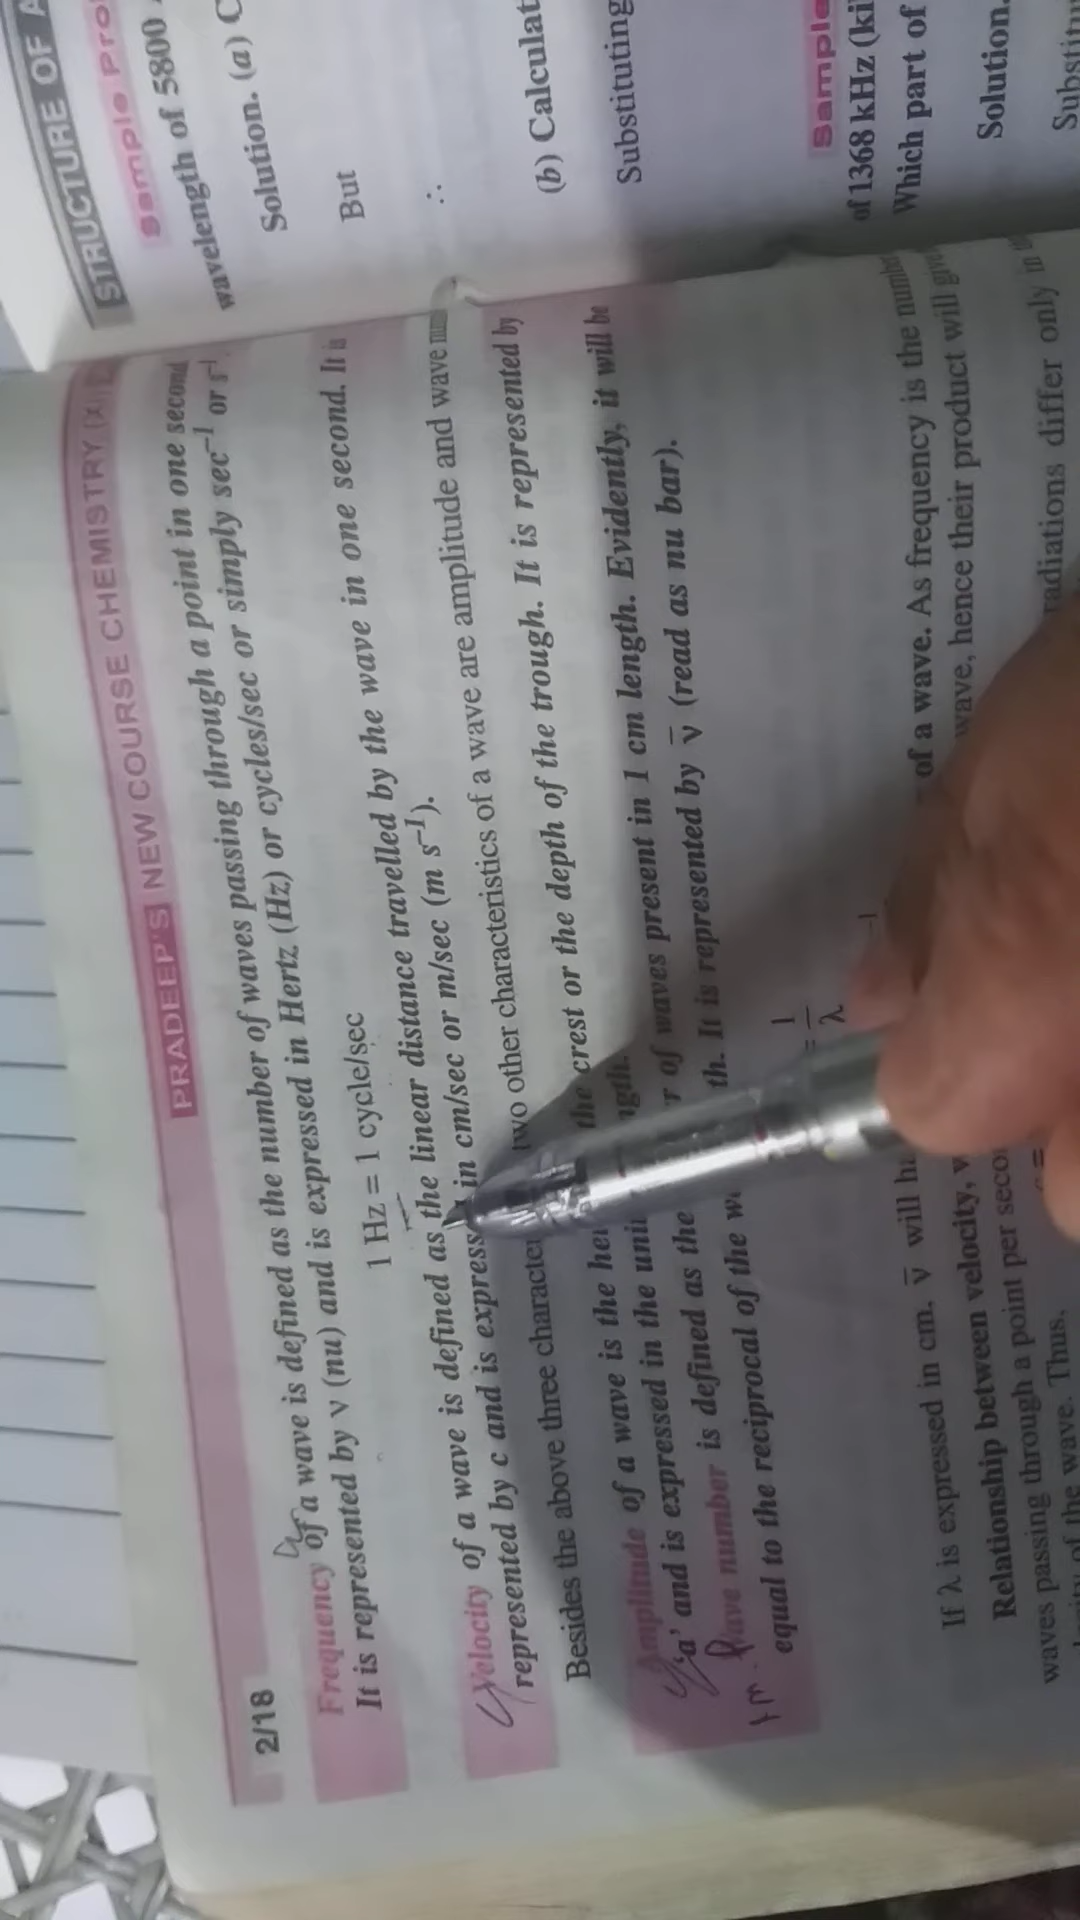 PRADEEP'S NEW COURSE CHEMISTRY (X
2/18
Frequency of a wave is defined as the number of waves passing through a point in one second
It is represented by ν (nu) and is expressed in Hertz (Hz) or cycles/sec or simply sec⁻¹ or s⁻¹
1 Hz = 1 cycle/sec
Velocity of a wave is defined as the linear distance travelled by the wave in one second. It is
represented by c and is express in cm/sec or m/sec (m s⁻¹).
Besides the above three character two other characteristics of a wave are amplitude and wave
Amplitude of a wave is the hei the crest or the depth of the trough. It is represented by
'a' and is expressed in the uni ngth.
Wave number is defined as the r of waves present in 1 cm length. Evidently, it will be
equal to the reciprocal of the w th. It is represented by ν̄ (read as nu bar).
= 1/λ
If λ is expressed in cm, ν̄ will ha ⁻¹
Relationship between velocity, w of a wave. As frequency is the number
waves passing through a point per seco wave, hence their product will give
of the wave. Thus,
radiations differ only in
STRUCTURE OF A
Sample Pro
wavelength of 5800
Solution. (a) C
But
∴
(b) Calculat
Substituting
Sample
of 1368 kHz (ki
Which part of
Solution.
Substitu